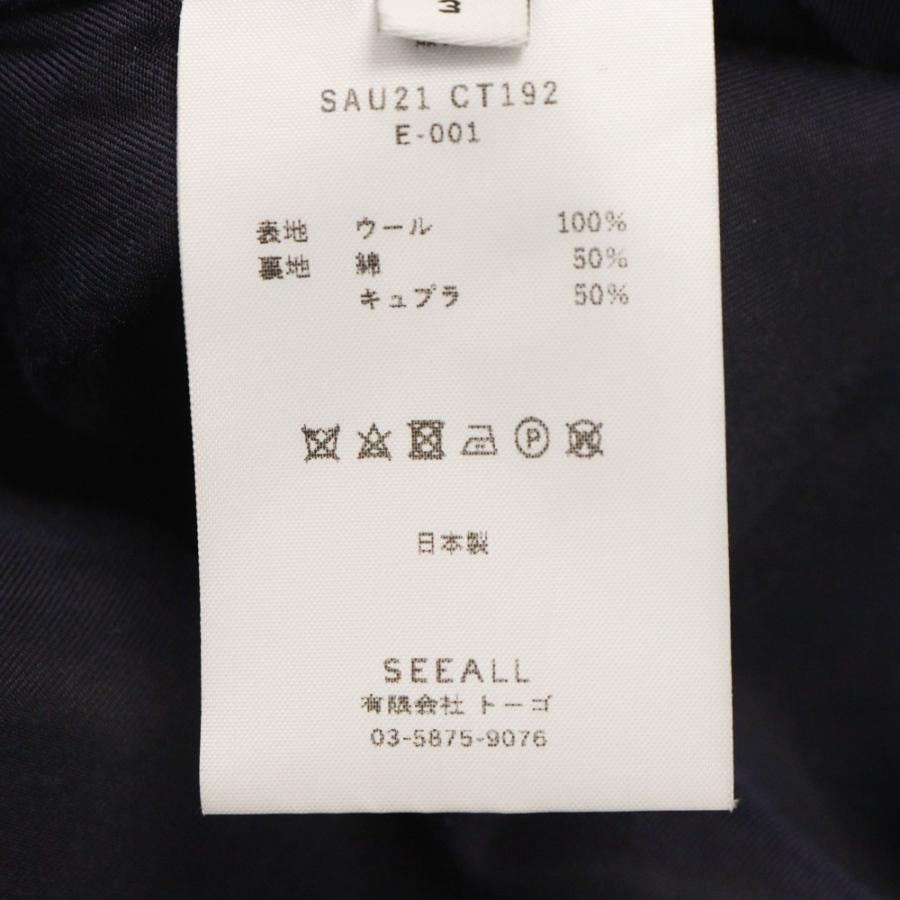 3
SAU21 CT192
E-001
表地 ウール 100%
裏地 綿 50%
キュプラ 50%
P
日本製
SEEALL
有限会社 トーゴ
03-5875-9076